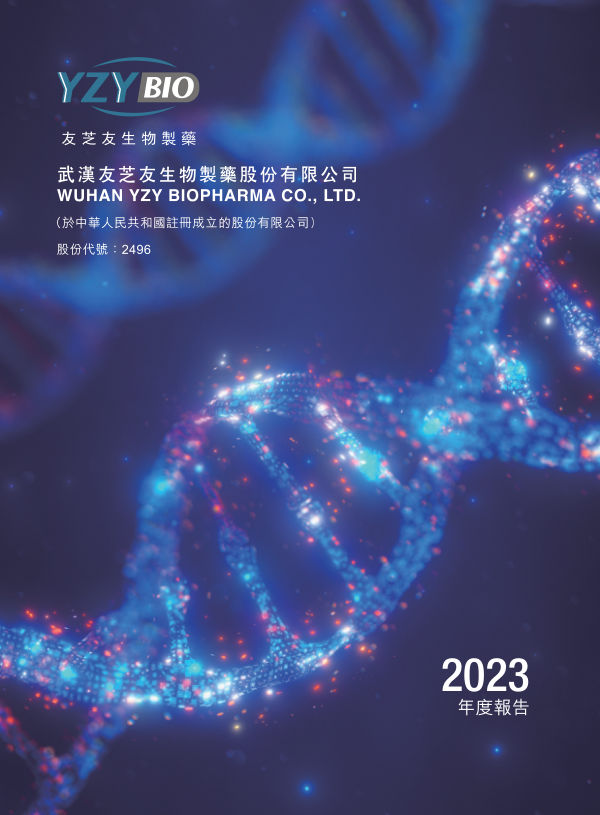 YZY BIO
友芝友生物製藥
武漢友芝友生物製藥股份有限公司
WUHAN YZY BIOPHARMA CO., LTD.
（於中華人民共和國註冊成立的股份有限公司）
股份代號：2496
2023
年度報告